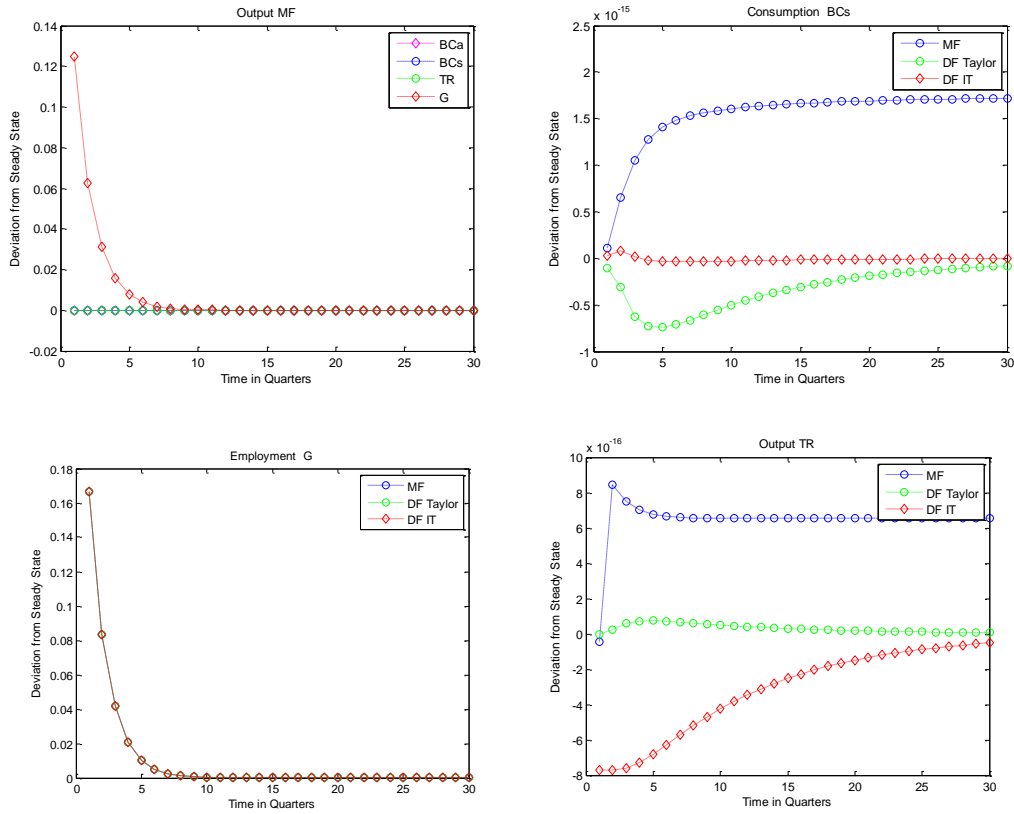 Output MF
0.14
0.12
0.1
0.08
0.06
0.04
0.02
0
-0.02
Deviation from Steady State
0 5 10 15 20 25 30
Time in Quarters
BCa
BCs
TR
G
Consumption BCs
x 10^-15
2.5
2
1.5
1
0.5
0
-0.5
-1
Deviation from Steady State
0 5 10 15 20 25 30
Time in Quarters
MF
DF Taylor
DF IT
Employment G
0.18
0.16
0.14
0.12
0.1
0.08
0.06
0.04
0.02
0
Deviation from Steady State
0 5 10 15 20 25 30
Time in Quarters
MF
DF Taylor
DF IT
Output TR
x 10^-16
10
8
6
4
2
0
-2
-4
-6
-8
Deviation from Steady State
0 5 10 15 20 25 30
Time in Quarters
MF
DF Taylor
DF IT